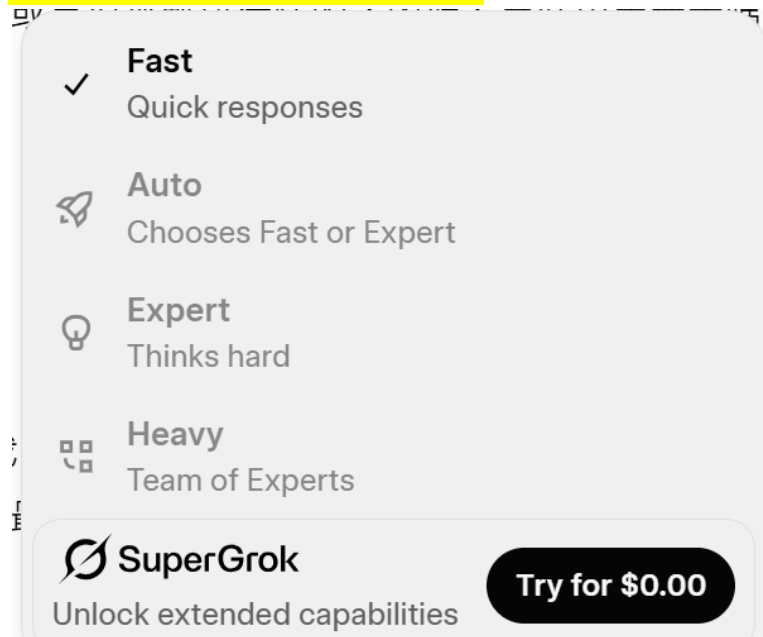 Fast
Quick responses
Auto
Chooses Fast or Expert
Expert
Thinks hard
Heavy
Team of Experts
SuperGrok
Try for $0.00
Unlock extended capabilities